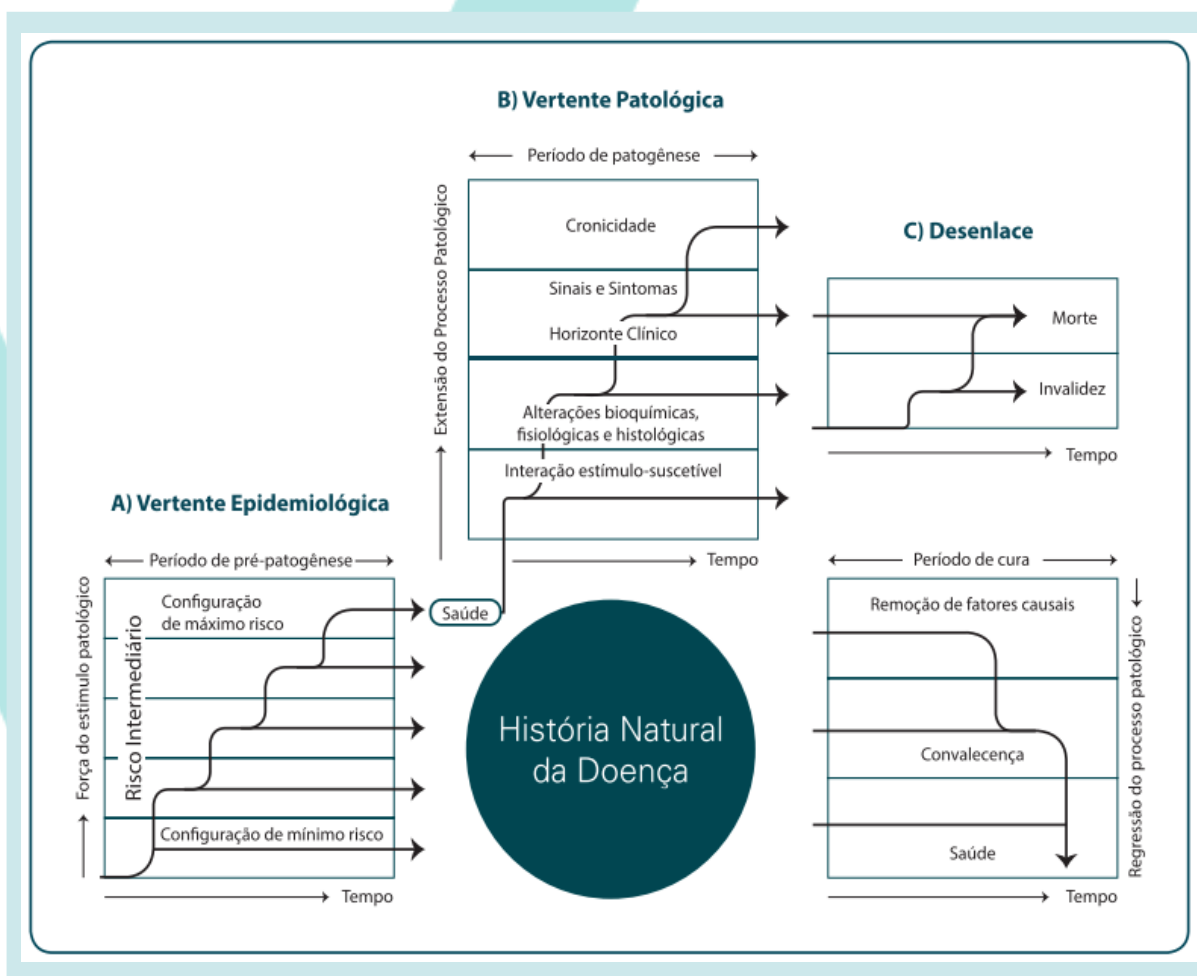 B) Vertente Patológica
Período de patogênese
Extensão do Processo Patológico
Cronicidade
Sinais e Sintomas
Horizonte Clínico
Alterações bioquímicas,
fisiológicas e histológicas
Interação estímulo-suscetível
Tempo
C) Desenlace
Morte
Invalidez
Tempo
A) Vertente Epidemiológica
Período de pré-patogênese
Força do estimulo patológico
Risco Intermediário
Configuração
de máximo risco
Configuração de mínimo risco
Tempo
Saúde
História Natural
da Doença
Período de cura
Remoção de fatores causais
Convalecença
Saúde
Regressão do processo patológico
Tempo